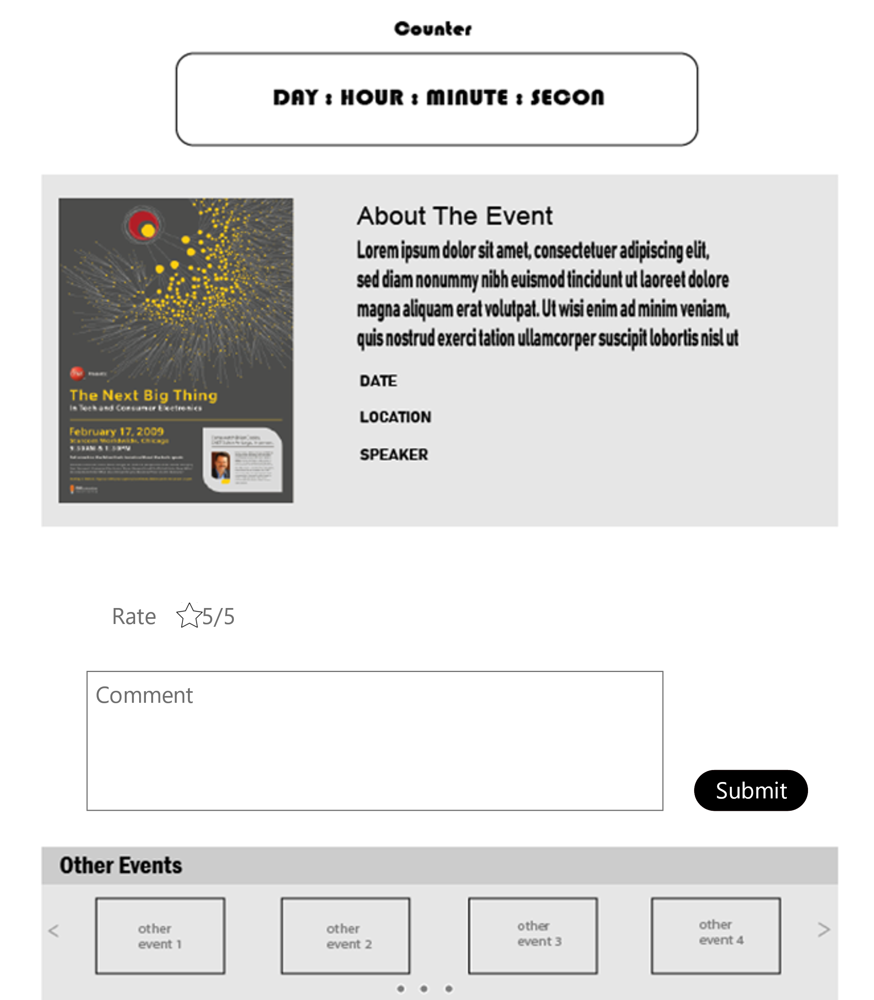 Counter
DAY : HOUR : MINUTE : SECON
About The Event
Lorem ipsum dolor sit amet, consectetuer adipiscing elit,
sed diam nonummy nibh euismod tincidunt ut laoreet dolore
magna aliquam erat volutpat. Ut wisi enim ad minim veniam,
quis nostrud exerci tation ullamcorper suscipit lobortis nisl ut
DATE
LOCATION
SPEAKER
The Next Big Thing
In Tech and Consumer Electronics
February 17, 2009
Starcom Worldwide, Chicago
Rate 5/5
Comment
Submit
Other Events
<
other
event 1
other
event 2
other
event 3
other
event 4
>